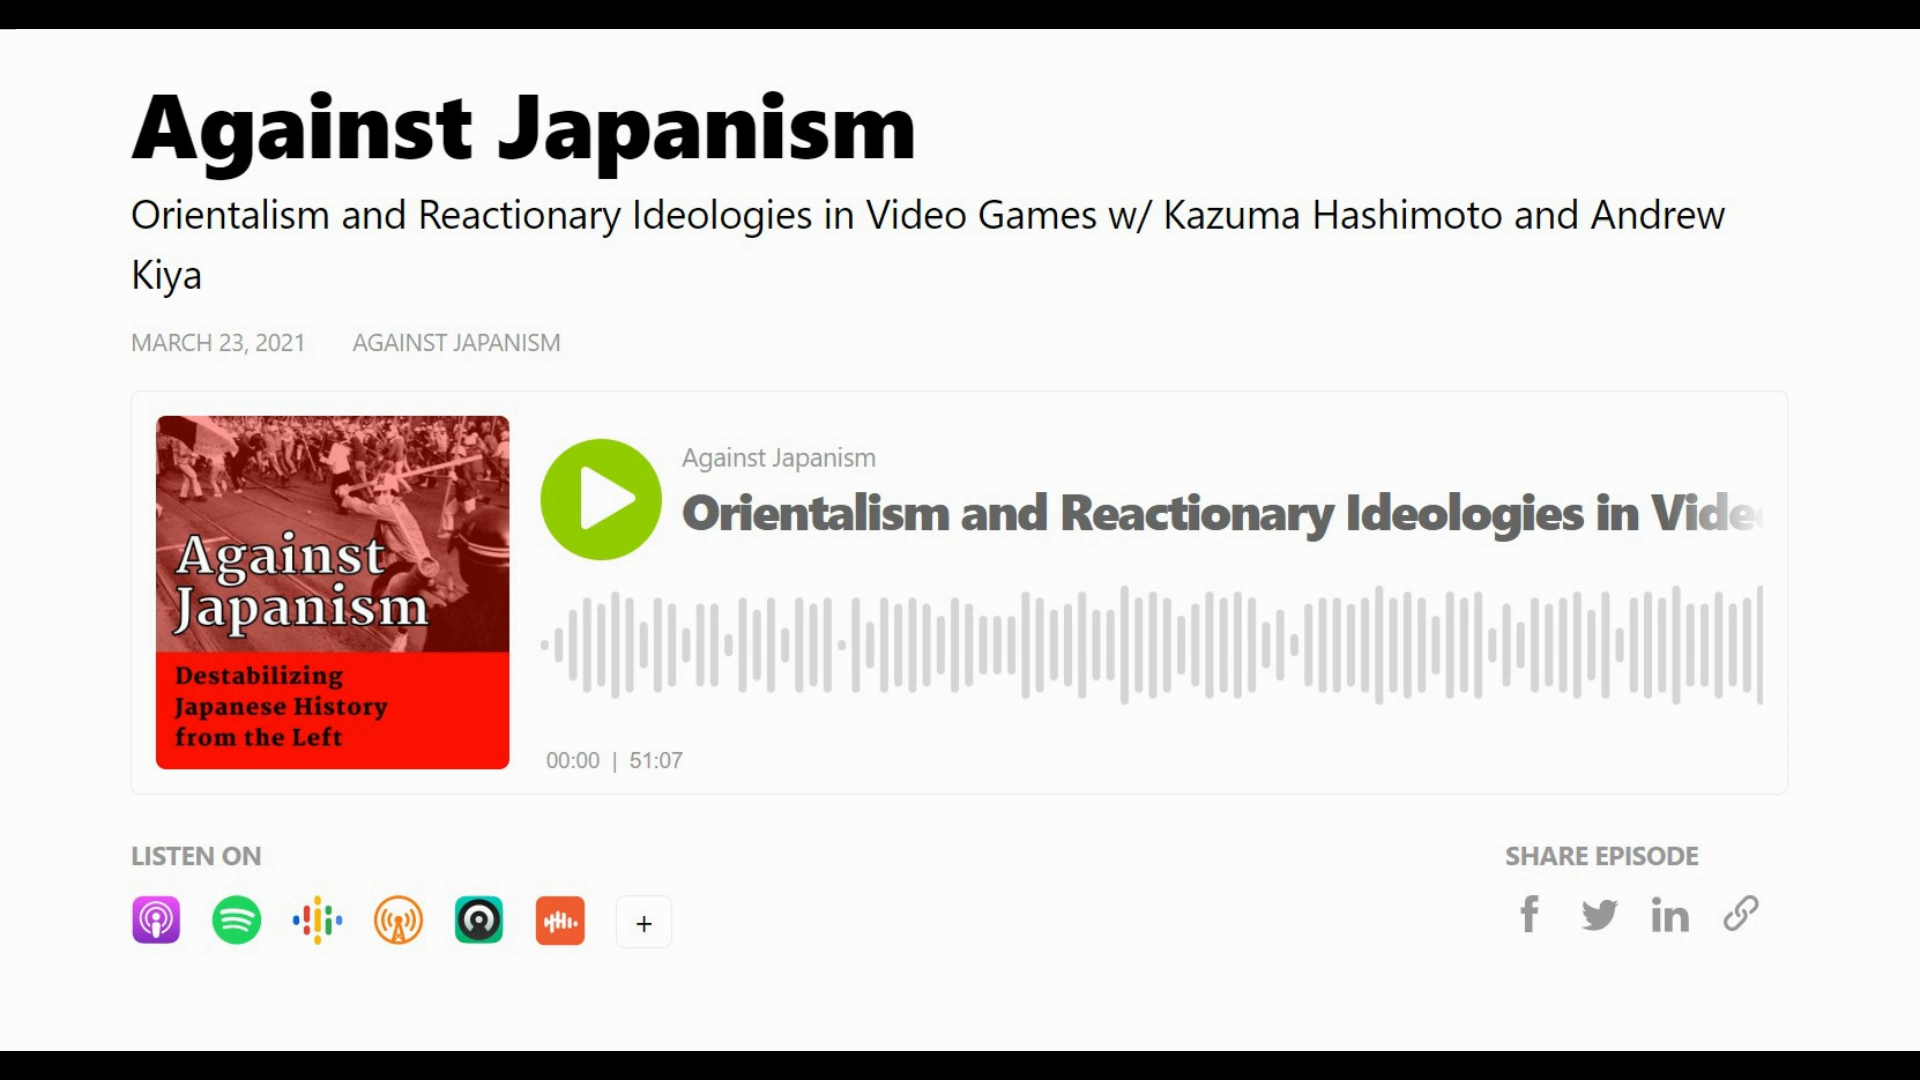 Against Japanism
Orientalism and Reactionary Ideologies in Video Games w/ Kazuma Hashimoto and Andrew
Kiya
MARCH 23, 2021 AGAINST JAPANISM
Against Japanism
Orientalism and Reactionary Ideologies in Vide
Against
Japanism
Destabilizing
Japanese History
from the Left
00:00 | 51:07
LISTEN ON
SHARE EPISODE